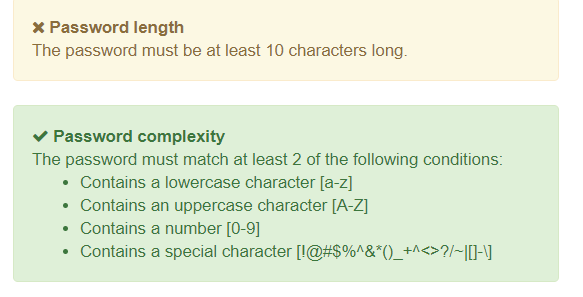 ✖ Password length
The password must be at least 10 characters long.
✔ Password complexity
The password must match at least 2 of the following conditions:
• Contains a lowercase character [a-z]
• Contains an uppercase character [A-Z]
• Contains a number [0-9]
• Contains a special character [!@#$%^&*()_+^<>?/~|[]-\]